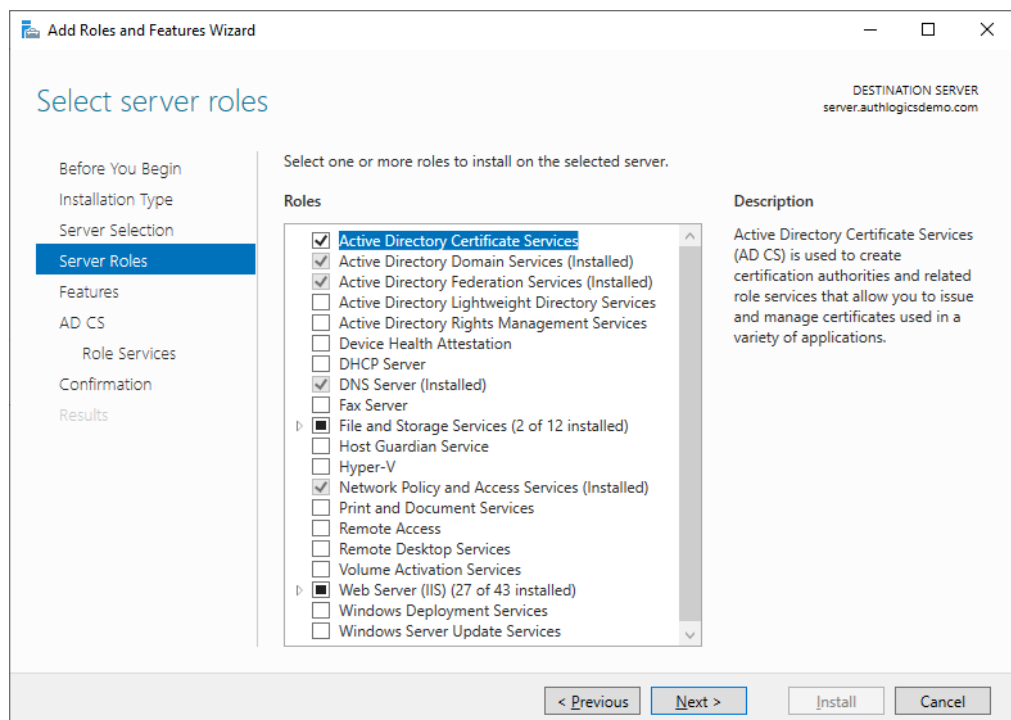 Add Roles and Features Wizard
Select server roles
DESTINATION SERVER
server.authlogicsdemo.com
Before You Begin
Installation Type
Server Selection
Server Roles
Features
AD CS
Role Services
Confirmation
Results
Select one or more roles to install on the selected server.
Roles
Active Directory Certificate Services
Active Directory Domain Services (Installed)
Active Directory Federation Services (Installed)
Active Directory Lightweight Directory Services
Active Directory Rights Management Services
Device Health Attestation
DHCP Server
DNS Server (Installed)
Fax Server
File and Storage Services (2 of 12 installed)
Host Guardian Service
Hyper-V
Network Policy and Access Services (Installed)
Print and Document Services
Remote Access
Remote Desktop Services
Volume Activation Services
Web Server (IIS) (27 of 43 installed)
Windows Deployment Services
Windows Server Update Services
Description
Active Directory Certificate Services
(AD CS) is used to create
certification authorities and related
role services that allow you to issue
and manage certificates used in a
variety of applications.
< Previous
Next >
Install
Cancel